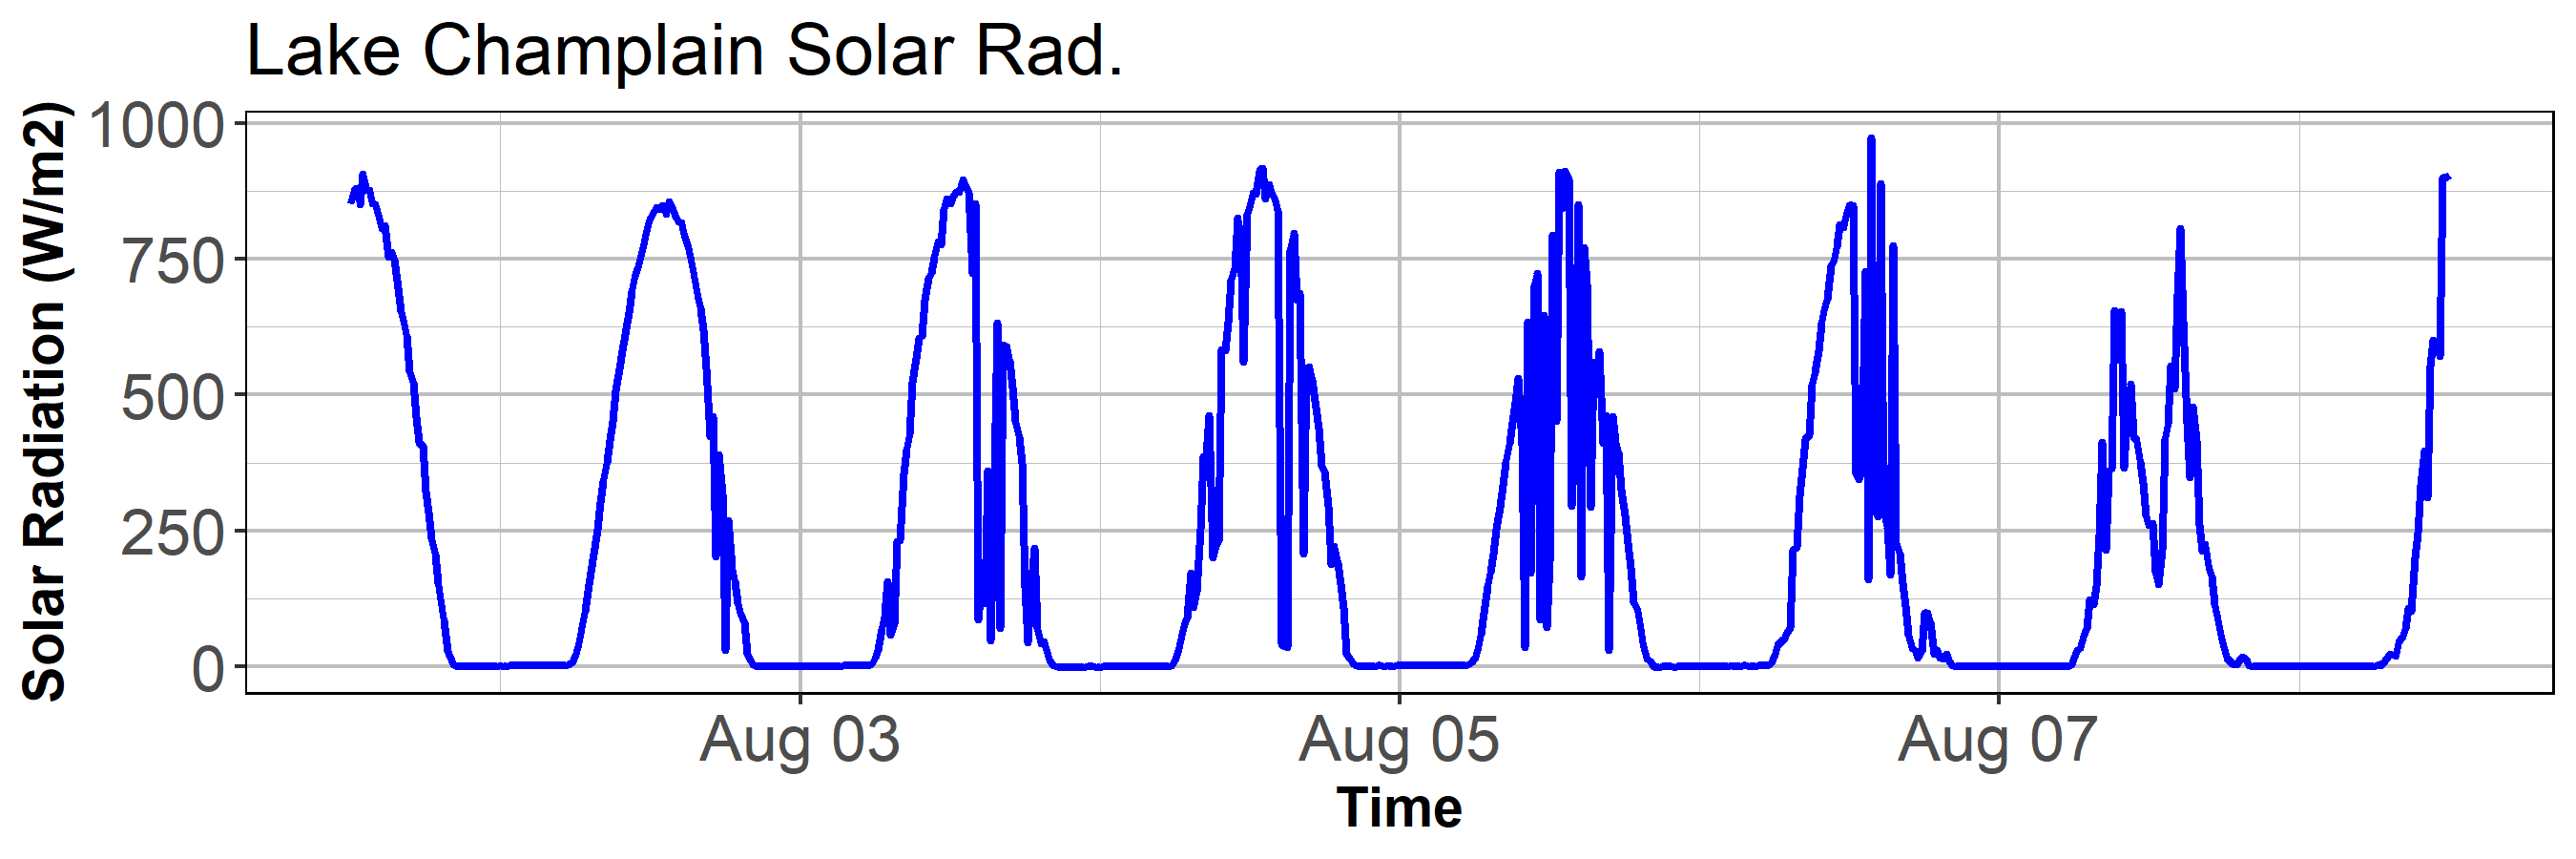 Lake Champlain Solar Rad.
Solar Radiation (W/m2)
1000
750
500
250
0
Aug 03 Aug 05 Aug 07
Time